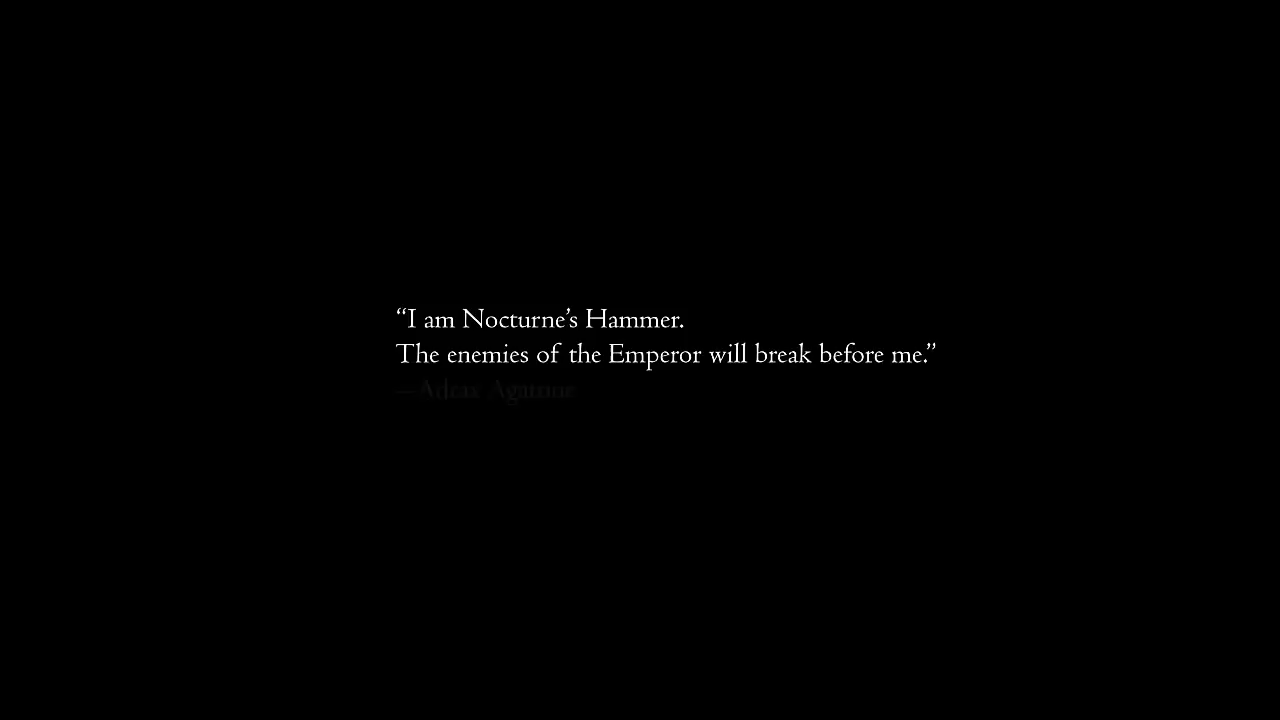 “I am Nocturne’s Hammer.
The enemies of the Emperor will break before me.”